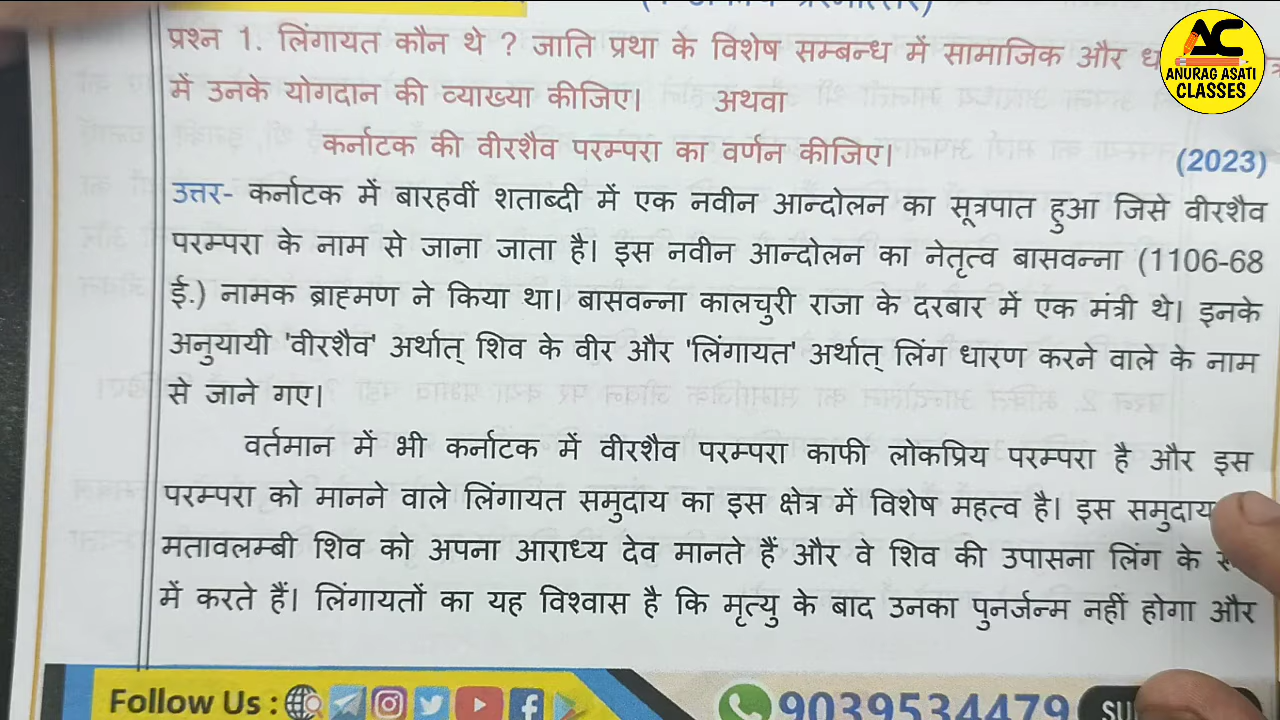 प्रश्न 1. लिंगायत कौन थे ? जाति प्रथा के विशेष सम्बन्ध में सामाजिक और
में उनके योगदान की व्याख्या कीजिए। अथवा
कर्नाटक की वीरशैव परम्परा का वर्णन कीजिए। (2023)
उत्तर- कर्नाटक में बारहवीं शताब्दी में एक नवीन आन्दोलन का सूत्रपात हुआ जिसे वीरशैव
परम्परा के नाम से जाना जाता है। इस नवीन आन्दोलन का नेतृत्व बासवन्ना (1106-68
ई.) नामक ब्राह्मण ने किया था। बासवन्ना कालचुरी राजा के दरबार में एक मंत्री थे। इनके
अनुयायी 'वीरशैव' अर्थात् शिव के वीर और 'लिंगायत' अर्थात् लिंग धारण करने वाले के नाम
से जाने गए।
वर्तमान में भी कर्नाटक में वीरशैव परम्परा काफी लोकप्रिय परम्परा है और इस
परम्परा को मानने वाले लिंगायत समुदाय का इस क्षेत्र में विशेष महत्व है। इस समुदाय
मतावलम्बी शिव को अपना आराध्य देव मानते हैं और वे शिव की उपासना लिंग के
में करते हैं। लिंगायतों का यह विश्वास है कि मृत्यु के बाद उनका पुनर्जन्म नहीं होगा और
Follow Us :
9039534479
AC
ANURAG ASATI
CLASSES